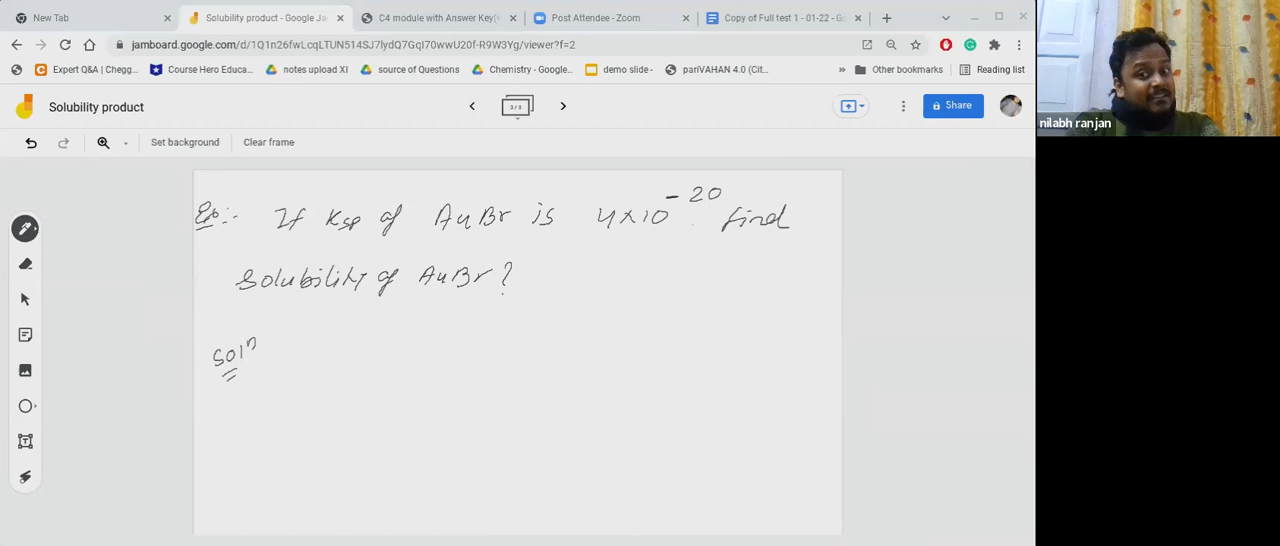 New Tab
Solubility product - Google Ja
C4 module with Answer Key(
Post Attendee - Zoom
Copy of Full test 1 - 01-22 - Go
jamboard.google.com/d/1Q1n26fwLcqLTUN514SJ7lydQ7GqI70wwU20f-R9W3Yg/viewer?f=2
Expert Q&A | Chegg...
Course Hero Educa...
notes upload XI
source of Questions
Chemistry - Google...
demo slide -
pariVAHAN 4.0 (Cit...
» Other bookmarks
Reading list
Solubility product
3 / 3
Share
Set background
Clear frame
nilabh ranjan
If Ksp of AuBr is 4×10⁻²⁰ find
Solubility of AuBr?
Solⁿ